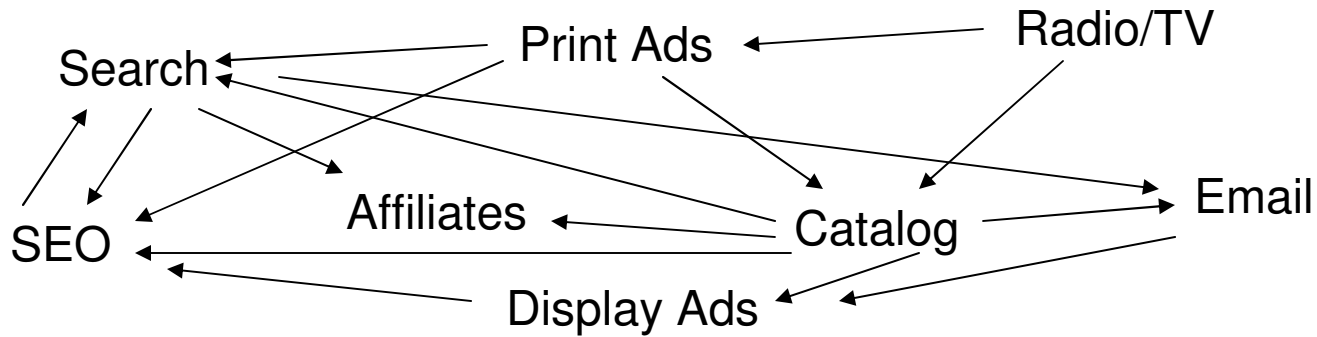 Radio/TV
Print Ads
Search
Email
Affiliates
Catalog
SEO
Display Ads